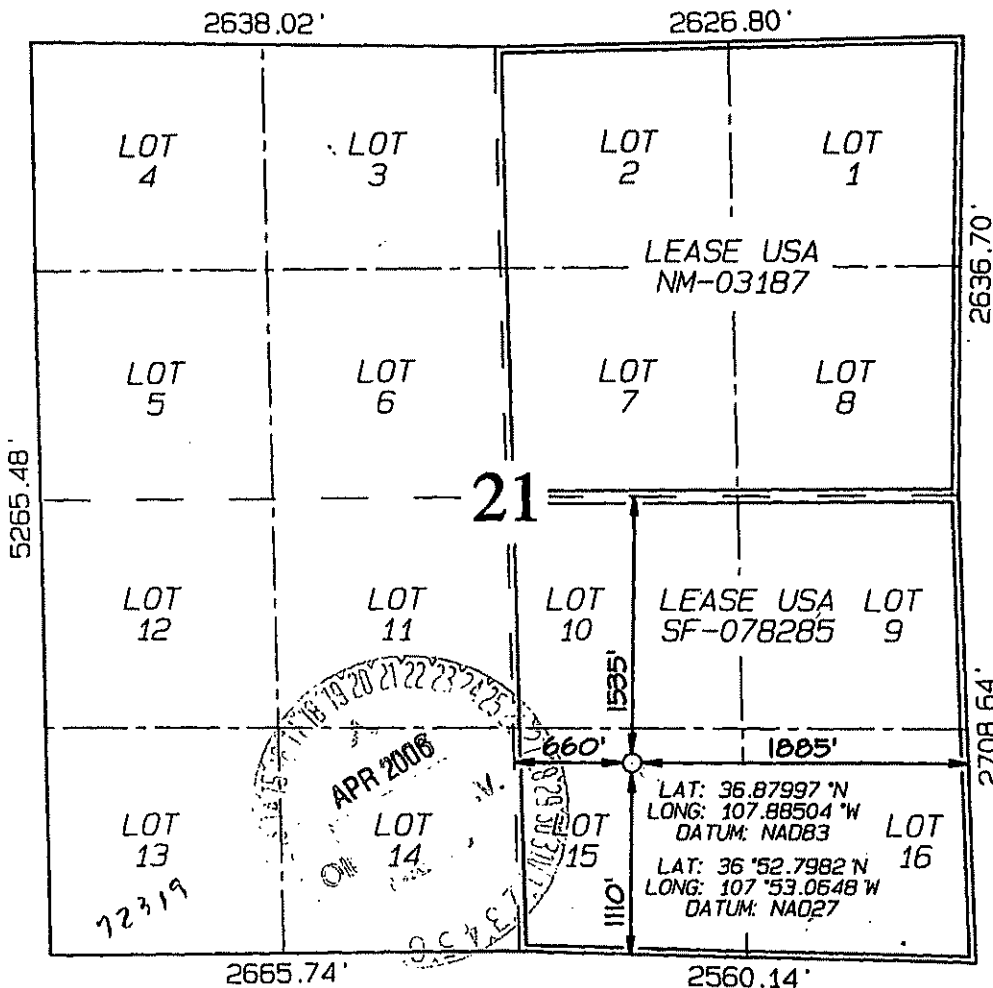 2638.02'
2626.80'
LOT
4
LOT
3
LOT
2
LOT
1
LEASE USA
NM-03187
2636.70'
LOT
5
LOT
6
LOT
7
LOT
8
5265.48'
21
LOT
12
LOT
11
LOT
10
LEASE USA
SF-078285
LOT
9
1535'
2708.64'
660'
1885'
APR 2006
LAT: 36.87997 °N
LONG: 107.88504 °W
DATUM: NAD83
LOT
13
LOT
14
LOT
15
LOT
16
LAT: 36 °52.7982 'N
LONG: 107 °53.0648 'W
DATUM: NAD27
1110'
72319
2665.74'
2560.14'